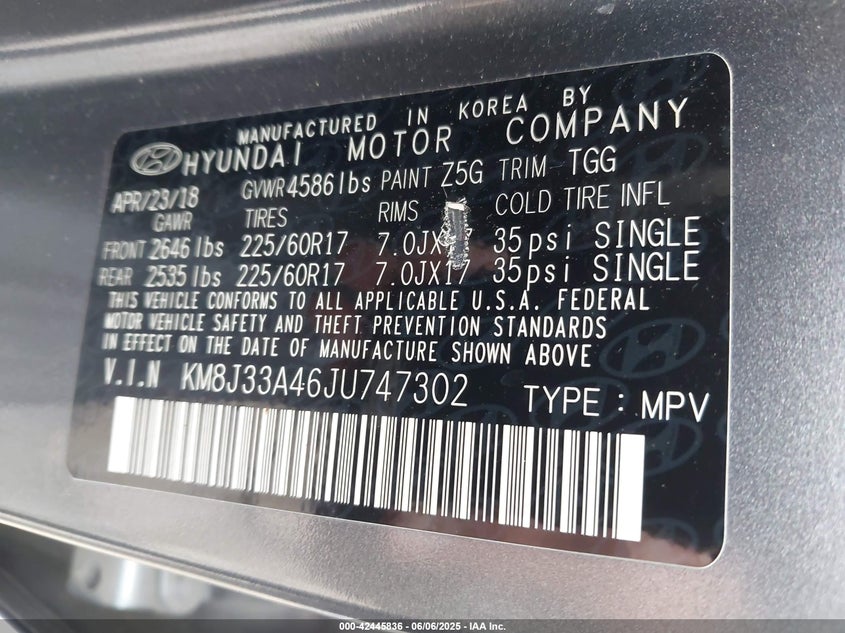 MANUFACTURED IN KOREA BY
HYUNDAI MOTOR COMPANY
APR/23/18 GVWR 4586 lbs PAINT Z5G TRIM TGG
GAWR TIRES RIMS COLD TIRE INFL
FRONT 2646 lbs 225/60R17 7.0JX17 35psi SINGLE
REAR 2535 lbs 225/60R17 7.0JX17 35psi SINGLE
THIS VEHICLE CONFORMS TO ALL APPLICABLE U.S.A. FEDERAL
MOTOR VEHICLE SAFETY AND THEFT PREVENTION STANDARDS
IN EFFECT ON THE DATE OF MANUFACTURE SHOWN ABOVE
V.I.N KM8J33A46JU747302 TYPE : MPV
000-42445836 - 06/06/2025 - IAA Inc.